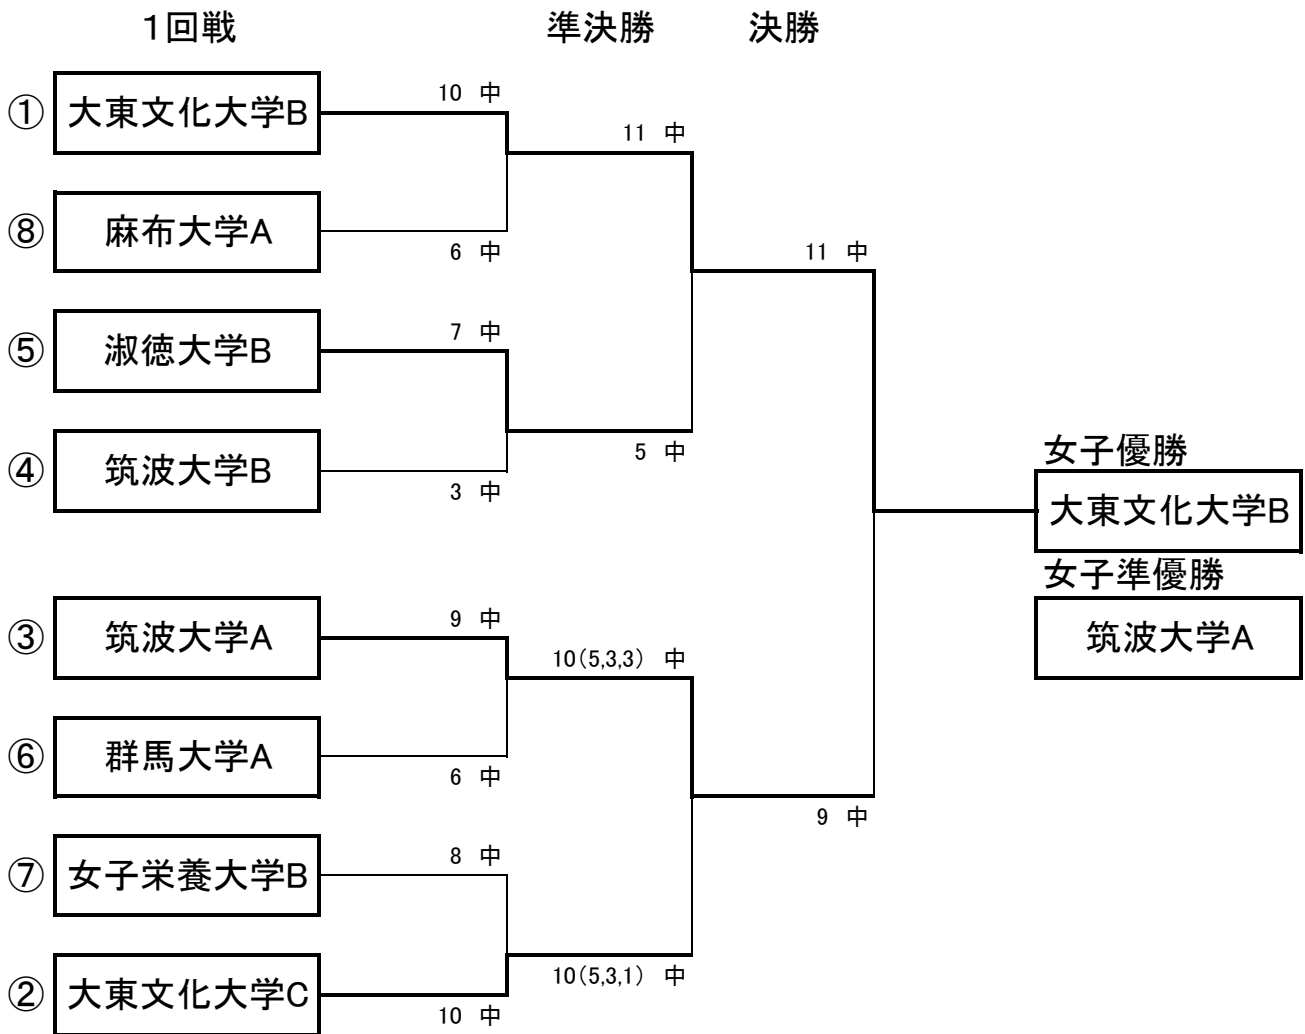 1回戦 準決勝 決勝
10 中
① 大東文化大学B
11 中
⑧ 麻布大学A
6 中
11 中
7 中
⑤ 淑徳大学B
5 中
④ 筑波大学B
3 中
女子優勝
大東文化大学B
女子準優勝
筑波大学A
9 中
③ 筑波大学A
10(5,3,3) 中
⑥ 群馬大学A
6 中
9 中
8 中
⑦ 女子栄養大学B
10(5,3,1) 中
② 大東文化大学C
10 中